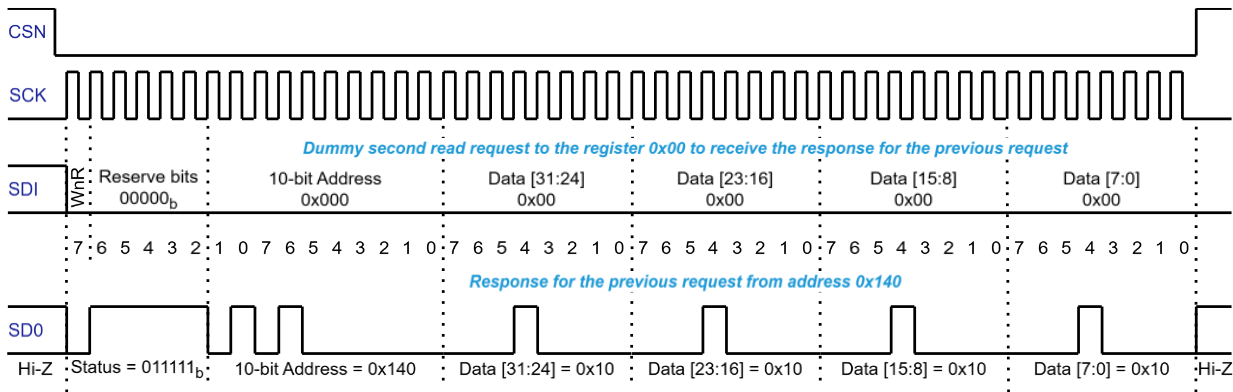 CSN
SCK
Dummy second read request to the register 0x00 to receive the response for the previous request
SDI
WnR
Reserve bits
00000b
10-bit Address
0x000
Data [31:24]
0x00
Data [23:16]
0x00
Data [15:8]
0x00
Data [7:0]
0x00
7 6 5 4 3 2 1 0 7 6 5 4 3 2 1 0 7 6 5 4 3 2 1 0 7 6 5 4 3 2 1 0 7 6 5 4 3 2 1 0 7 6 5 4 3 2 1 0
Response for the previous request from address 0x140
SD0
Hi-Z Status = 011111b 10-bit Address = 0x140 Data [31:24] = 0x10 Data [23:16] = 0x10 Data [15:8] = 0x10 Data [7:0] = 0x10 Hi-Z